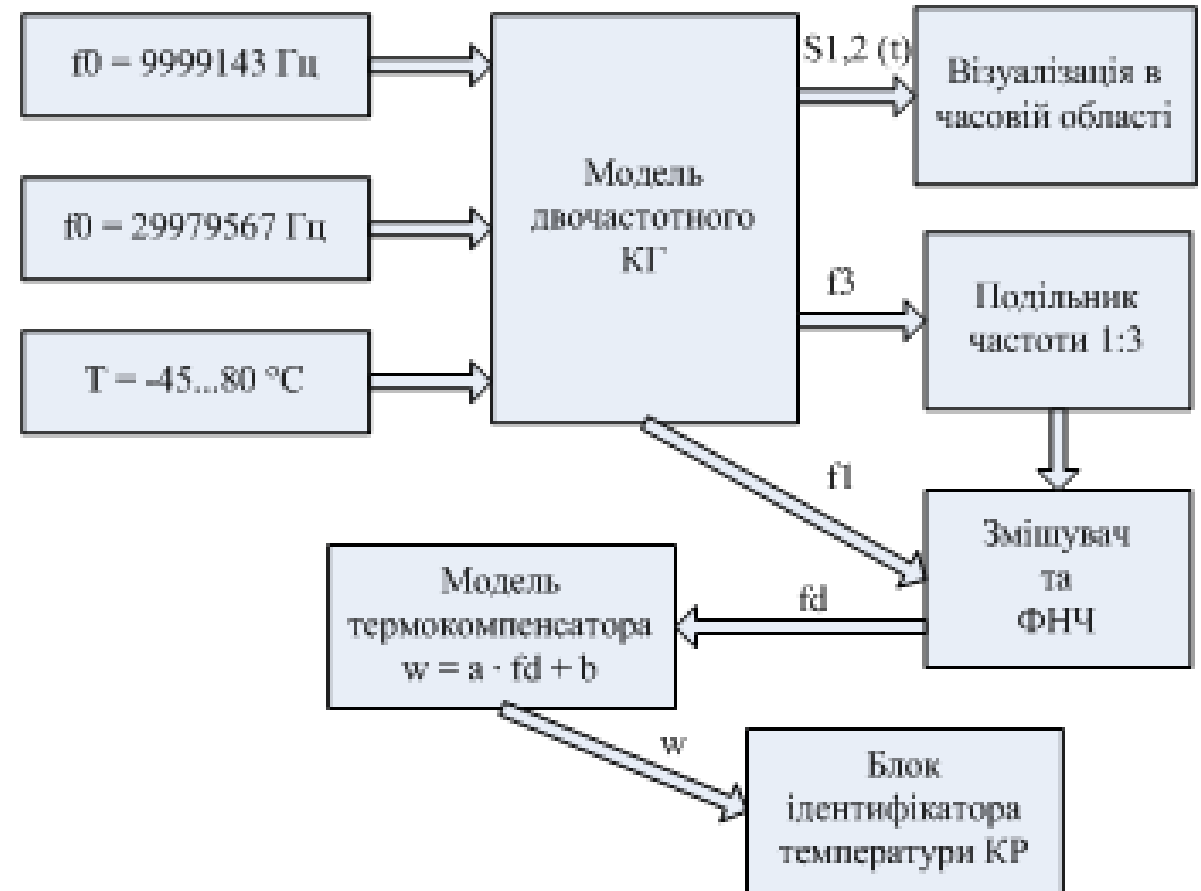 f0 = 9999143 Гц
f0 = 29979567 Гц
T = -45...80 °C
Модель
двочастотного
КГ
S1,2 (t)
Візуалізація в
часовій області
f3
Подільник
частоти 1:3
f1
Змішувач
та
ФНЧ
fd
Модель
термокомпенсатора
w = a · fd + b
w
Блок
ідентифікатора
температури КР